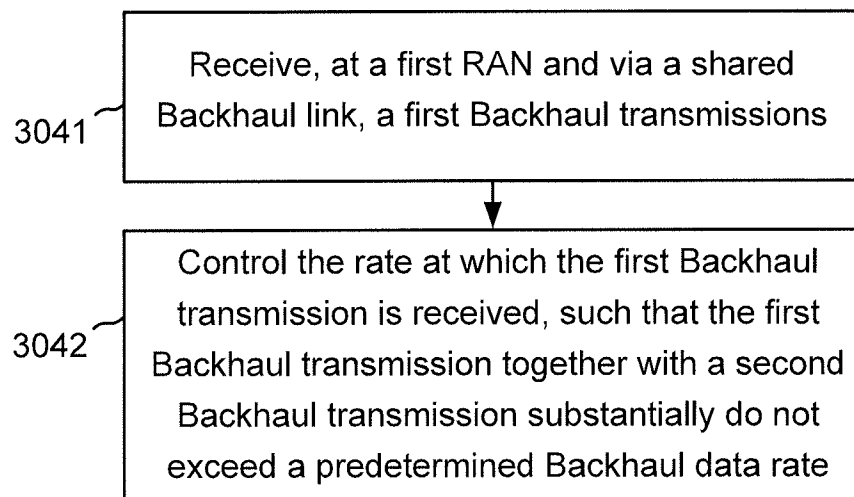 Receive, at a first RAN and via a shared
Backhaul link, a first Backhaul transmissions
3041
Control the rate at which the first Backhaul
transmission is received, such that the first
Backhaul transmission together with a second
Backhaul transmission substantially do not
exceed a predetermined Backhaul data rate
3042